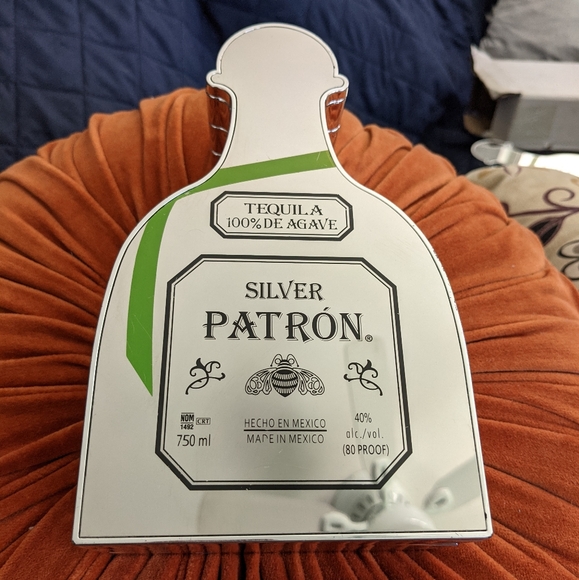 TEQUILA
100% DE AGAVE
SILVER
PATRÓN®
NOM CRT
1492
750 ml
HECHO EN MEXICO
MADE IN MEXICO
40%
alc./vol.
(80 PROOF)